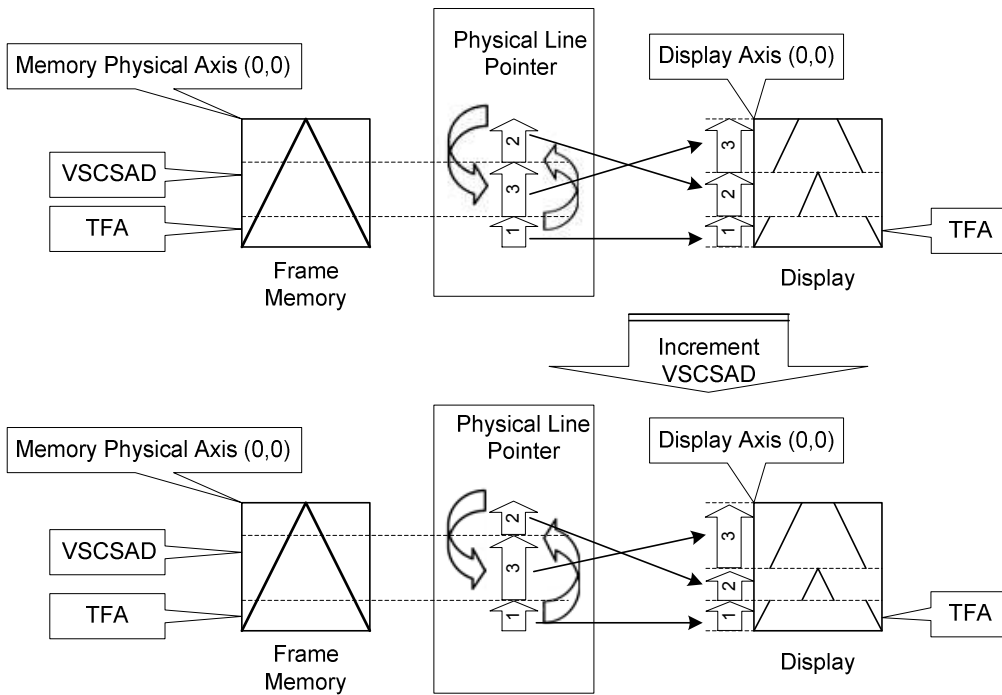 Physical Line
Pointer
Memory Physical Axis (0,0)
Display Axis (0,0)
VSCSAD
TFA
2
3
1
3
2
1
TFA
Frame
Memory
Display
Increment
VSCSAD
Physical Line
Pointer
Memory Physical Axis (0,0)
Display Axis (0,0)
VSCSAD
TFA
2
3
1
3
2
1
TFA
Frame
Memory
Display